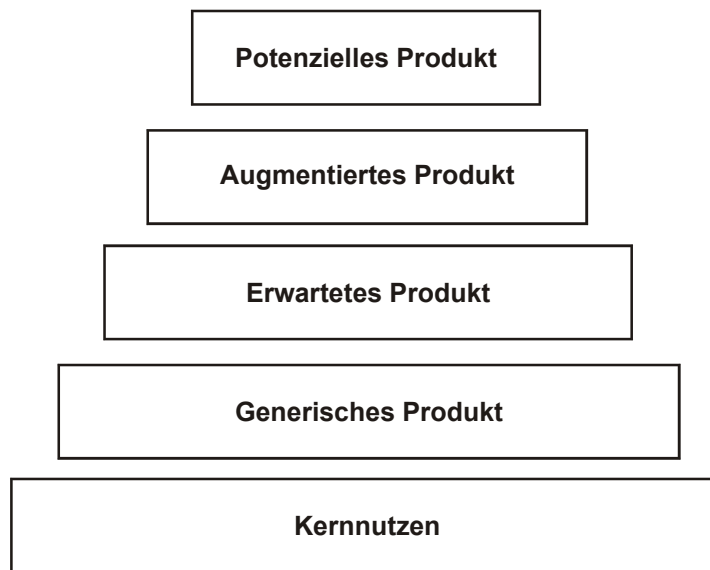 Potenzielles Produkt
Augmentiertes Produkt
Erwartetes Produkt
Generisches Produkt
Kernnutzen